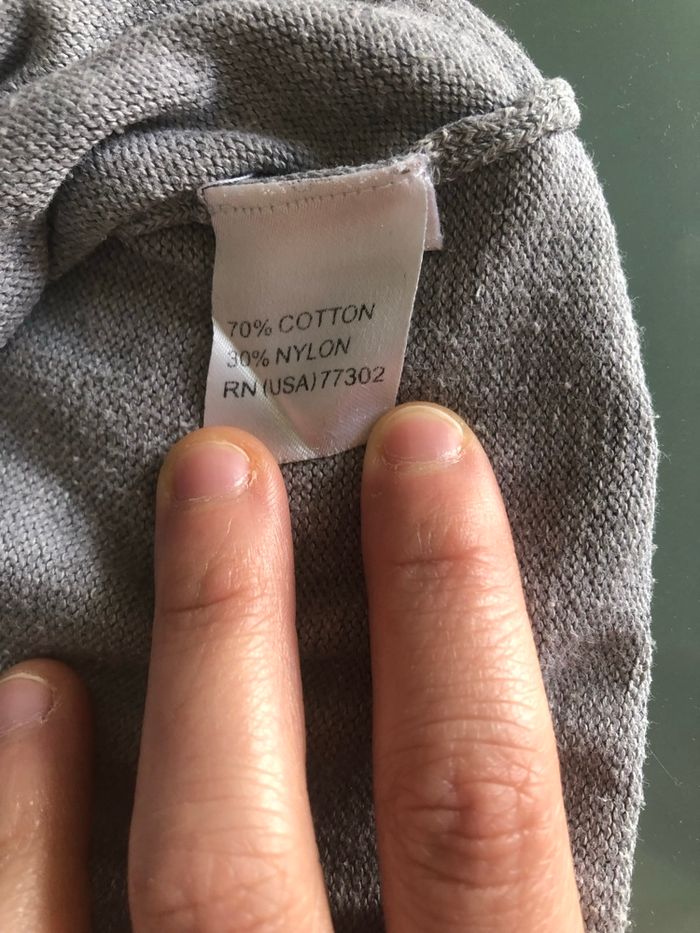 70% COTTON
30% NYLON
RN (USA) 77302